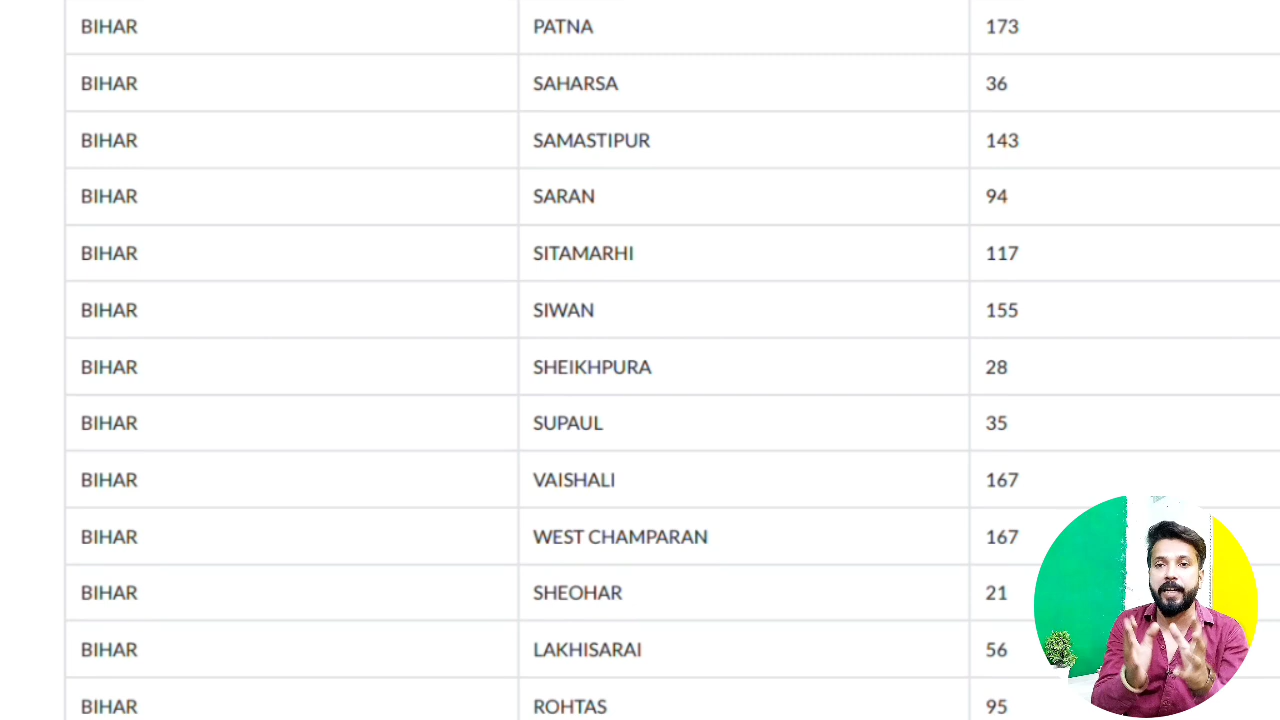 BIHAR PATNA 173
BIHAR SAHARSA 36
BIHAR SAMASTIPUR 143
BIHAR SARAN 94
BIHAR SITAMARHI 117
BIHAR SIWAN 155
BIHAR SHEIKHPURA 28
BIHAR SUPAUL 35
BIHAR VAISHALI 167
BIHAR WEST CHAMPARAN 167
BIHAR SHEOHAR 21
BIHAR LAKHISARAI 56
BIHAR ROHTAS 95